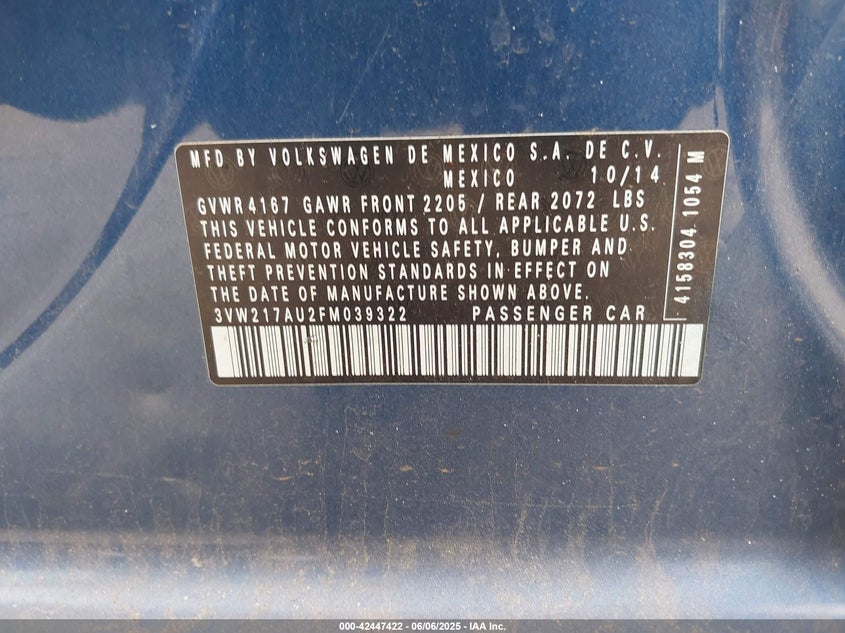 MFD BY VOLKSWAGEN DE MEXICO S.A. DE C.V.
MEXICO 10/14
GVWR 4167 GAWR FRONT 2205 / REAR 2072 LBS
THIS VEHICLE CONFORMS TO ALL APPLICABLE U.S.
FEDERAL MOTOR VEHICLE SAFETY, BUMPER AND
THEFT PREVENTION STANDARDS IN EFFECT ON
THE DATE OF MANUFACTURE SHOWN ABOVE.
3VW217AU2FM039322 PASSENGER CAR
4158304 1054 M
000-42447422 - 06/06/2025 - IAA Inc.